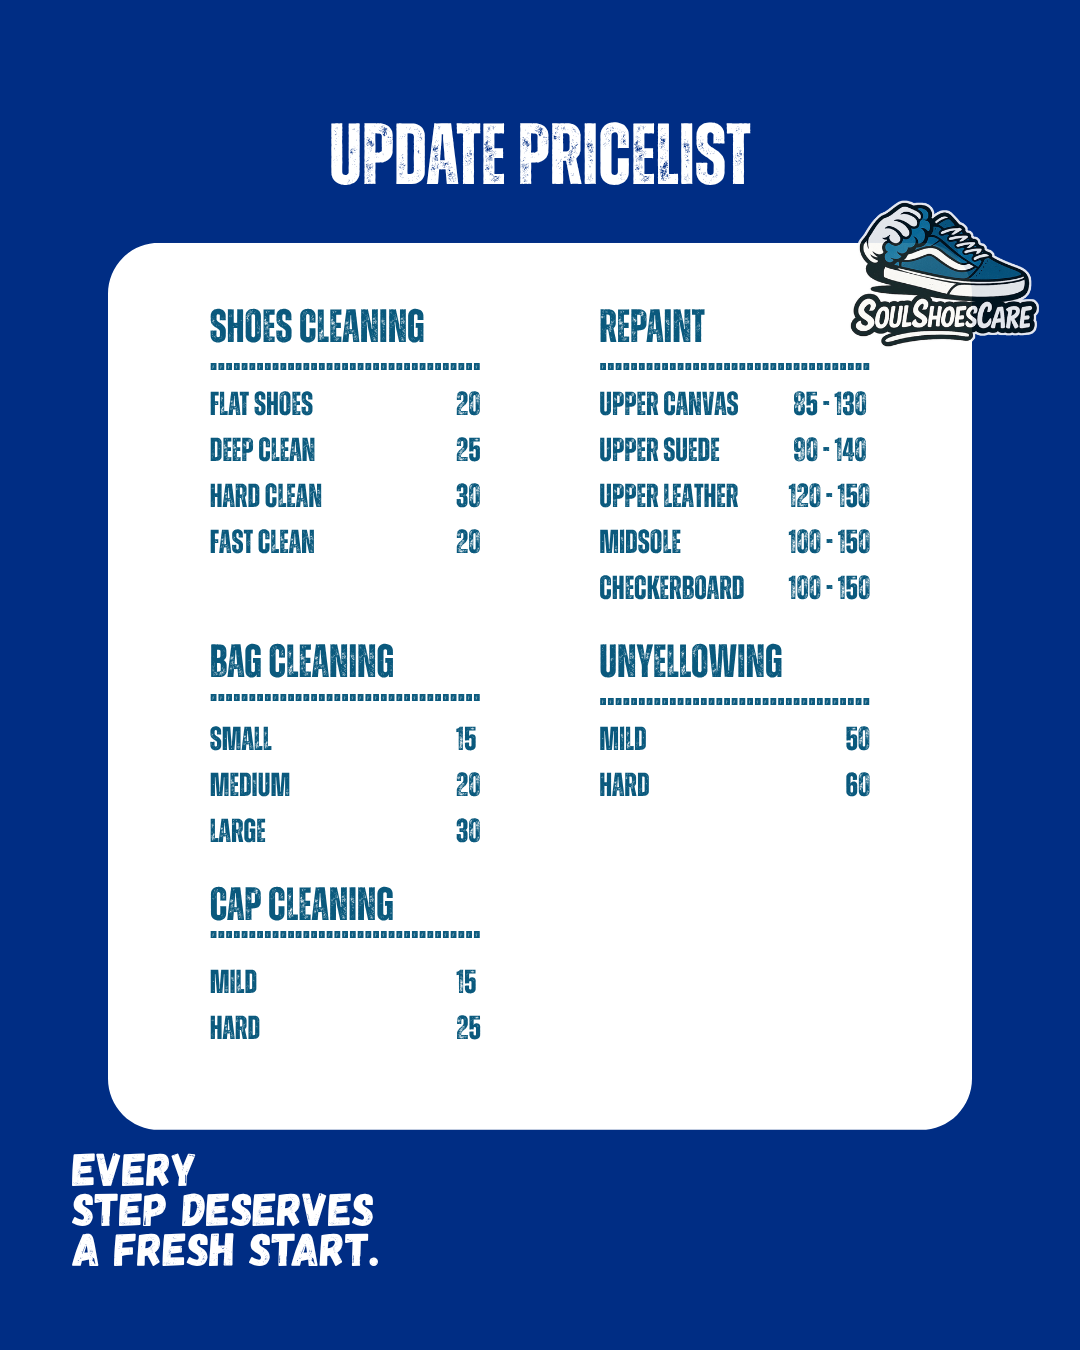 UPDATE PRICELIST
SOULSHOESCARE
SHOES CLEANING
FLAT SHOES 20
DEEP CLEAN 25
HARD CLEAN 30
FAST CLEAN 20
BAG CLEANING
SMALL 15
MEDIUM 20
LARGE 30
CAP CLEANING
MILD 15
HARD 25
REPAINT
UPPER CANVAS 85 - 130
UPPER SUEDE 90 - 140
UPPER LEATHER 120 - 150
MIDSOLE 100 - 150
CHECKERBOARD 100 - 150
UNYELLOWING
MILD 50
HARD 60
EVERY
STEP DESERVES
A FRESH START.